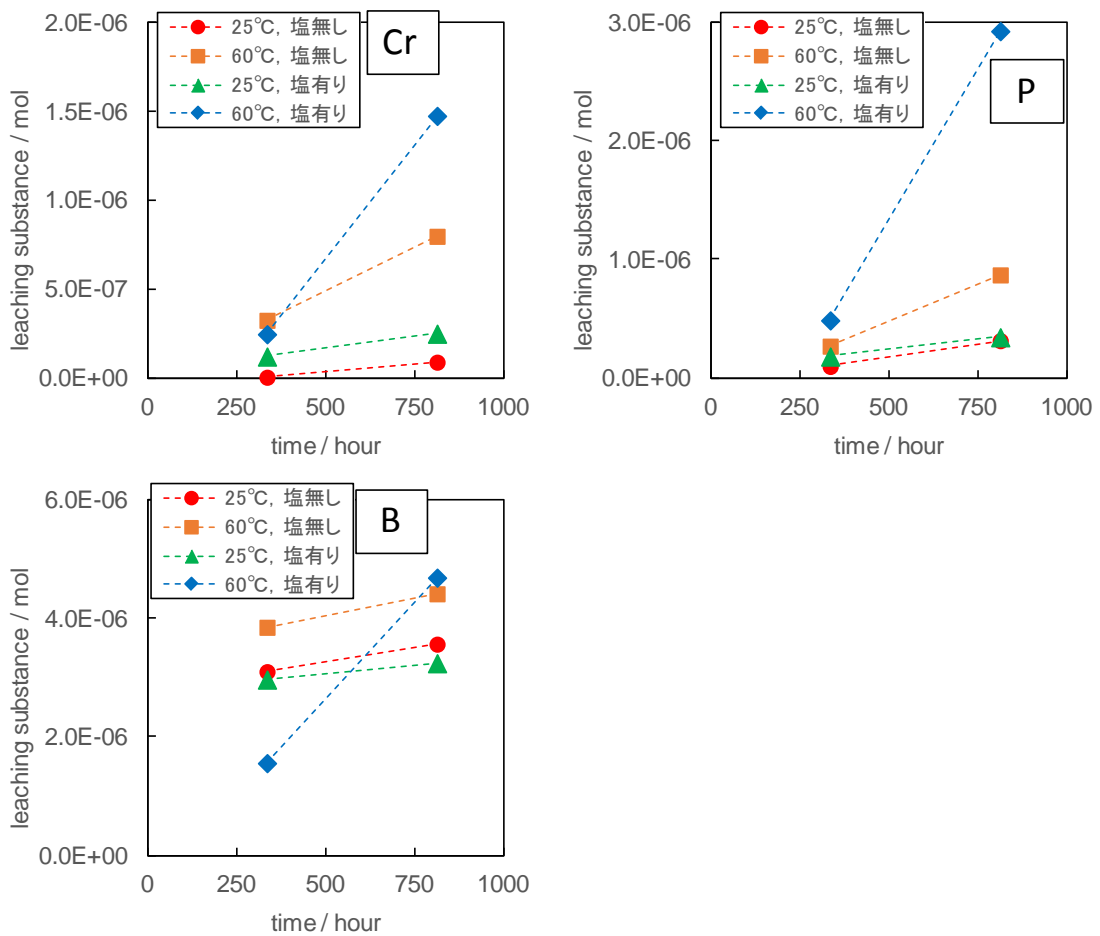 Cr
25℃, 塩無し
60℃, 塩無し
25℃, 塩有り
60℃, 塩有り
2.0E-06
1.5E-06
1.0E-06
5.0E-07
0.0E+00
leaching substance / mol
0 250 500 750 1000
time / hour
P
25℃, 塩無し
60℃, 塩無し
25℃, 塩有り
60℃, 塩有り
3.0E-06
2.0E-06
1.0E-06
0.0E+00
leaching substance / mol
0 250 500 750 1000
time / hour
B
25℃, 塩無し
60℃, 塩無し
25℃, 塩有り
60℃, 塩有り
6.0E-06
4.0E-06
2.0E-06
0.0E+00
leaching substance / mol
0 250 500 750 1000
time / hour